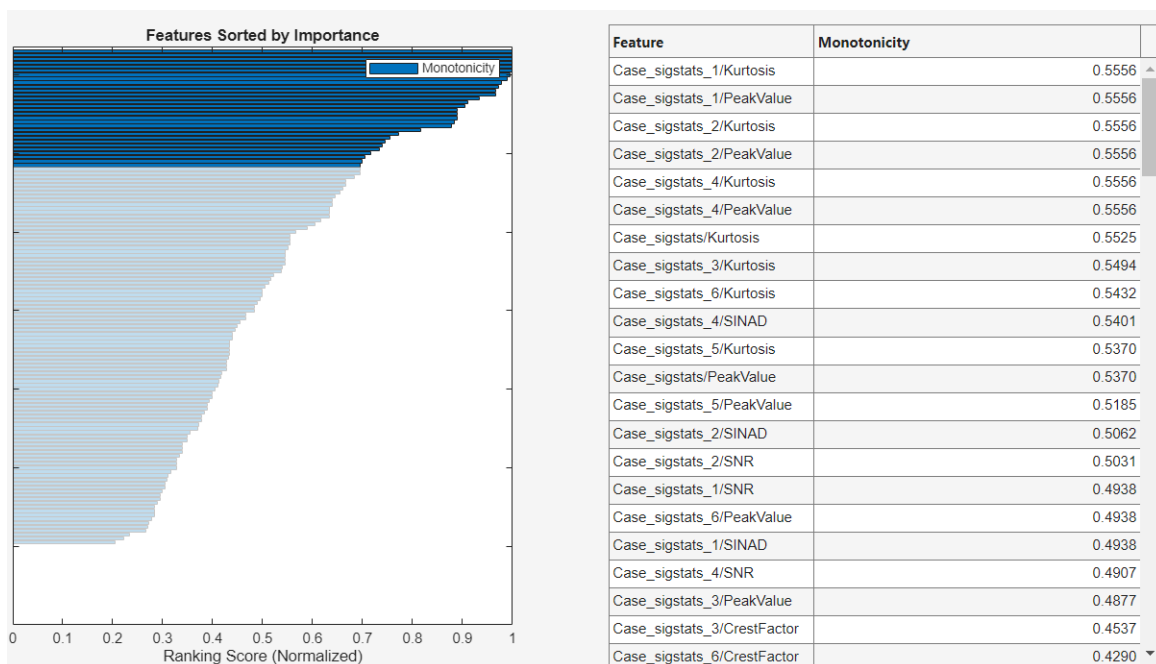 Features Sorted by Importance
Monotonicity
0 0.1 0.2 0.3 0.4 0.5 0.6 0.7 0.8 0.9 1
Ranking Score (Normalized)
Feature Monotonicity
Case_sigstats_1/Kurtosis 0.5556
Case_sigstats_1/PeakValue 0.5556
Case_sigstats_2/Kurtosis 0.5556
Case_sigstats_2/PeakValue 0.5556
Case_sigstats_4/Kurtosis 0.5556
Case_sigstats_4/PeakValue 0.5556
Case_sigstats/Kurtosis 0.5525
Case_sigstats_3/Kurtosis 0.5494
Case_sigstats_6/Kurtosis 0.5432
Case_sigstats_4/SINAD 0.5401
Case_sigstats_5/Kurtosis 0.5370
Case_sigstats/PeakValue 0.5370
Case_sigstats_5/PeakValue 0.5185
Case_sigstats_2/SINAD 0.5062
Case_sigstats_2/SNR 0.5031
Case_sigstats_1/SNR 0.4938
Case_sigstats_6/PeakValue 0.4938
Case_sigstats_1/SINAD 0.4938
Case_sigstats_4/SNR 0.4907
Case_sigstats_3/PeakValue 0.4877
Case_sigstats_3/CrestFactor 0.4537
Case_sigstats_6/CrestFactor 0.4290